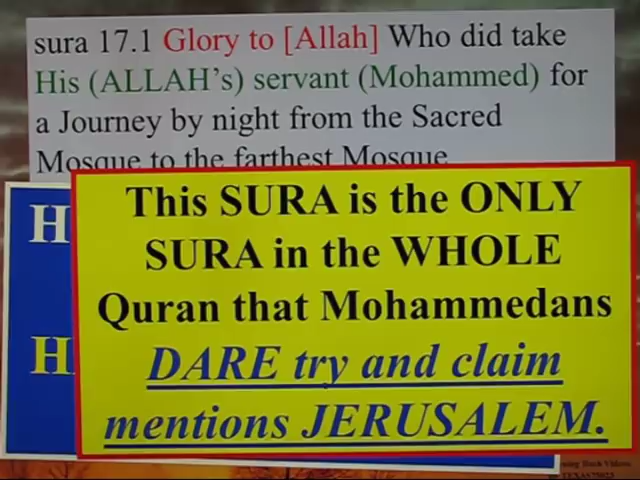 sura 17.1 Glory to [Allah] Who did take
His (ALLAH's) servant (Mohammed) for
a Journey by night from the Sacred
Mosque to the farthest Mosque
H
H
This SURA is the ONLY
SURA in the WHOLE
Quran that Mohammedans
DARE try and claim
mentions JERUSALEM.